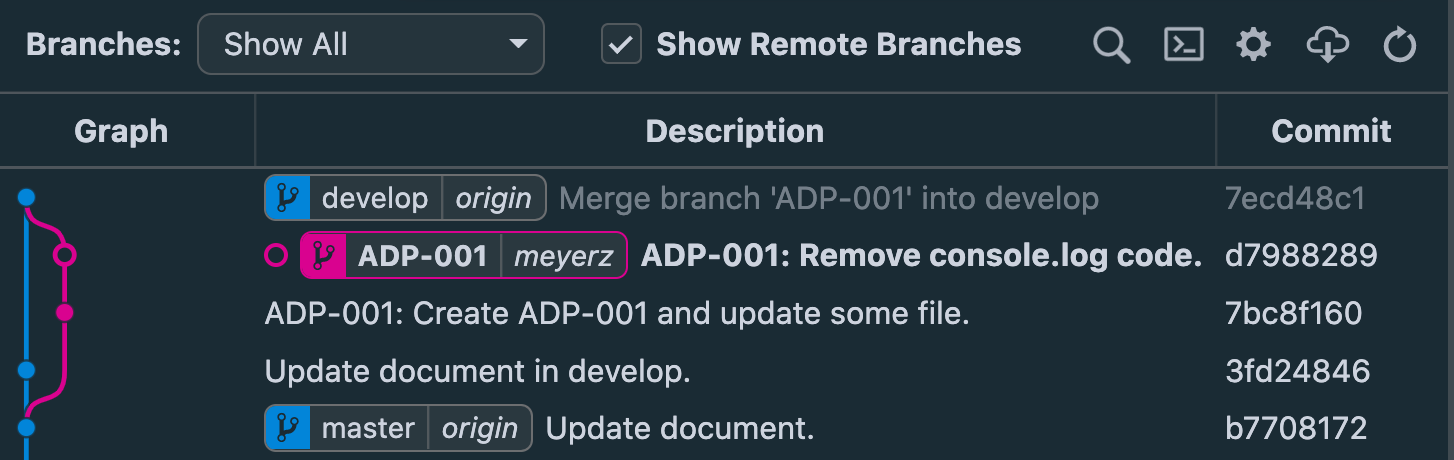 Branches: Show All Show Remote Branches
Graph Description Commit
develop origin Merge branch 'ADP-001' into develop 7ecd48c1
ADP-001 meyerz ADP-001: Remove console.log code. d7988289
ADP-001: Create ADP-001 and update some file. 7bc8f160
Update document in develop. 3fd24846
master origin Update document. b7708172